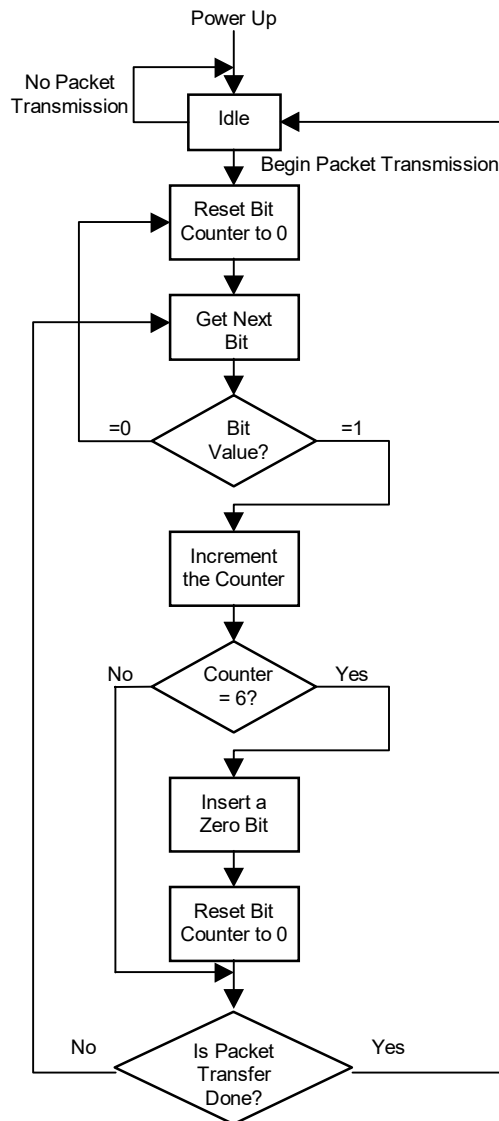 Power Up
No Packet
Transmission
Idle
Begin Packet Transmission
Reset Bit
Counter to 0
Get Next
Bit
=0
Bit
Value?
=1
Increment
the Counter
No
Counter
= 6?
Yes
Insert a
Zero Bit
Reset Bit
Counter to 0
No
Is Packet
Transfer
Done?
Yes